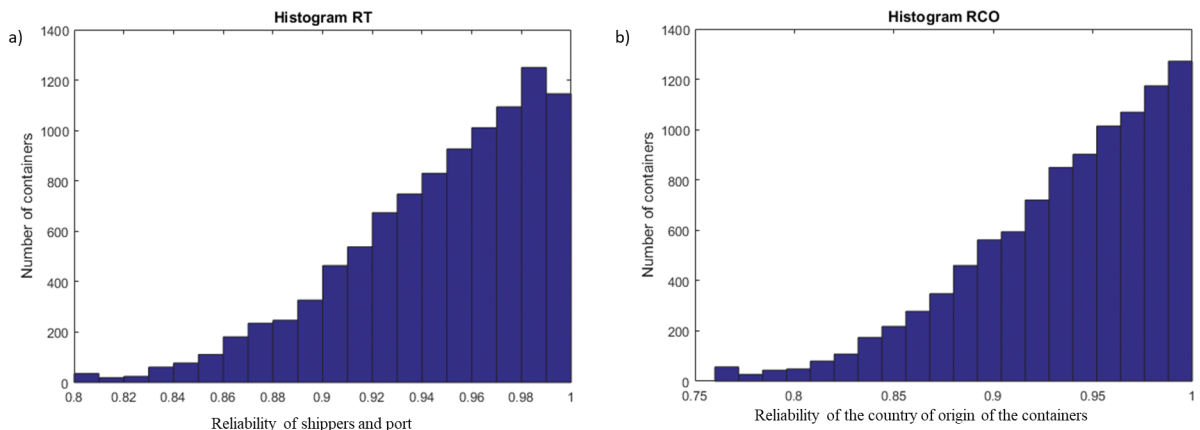 a)
Histogram RT
Number of containers
1400
1200
1000
800
600
400
200
0
0.8 0.82 0.84 0.86 0.88 0.9 0.92 0.94 0.96 0.98 1
Reliability of shippers and port
b)
Histogram RCO
Number of containers
1400
1200
1000
800
600
400
200
0
0.75 0.8 0.85 0.9 0.95 1
Reliability of the country of origin of the containers